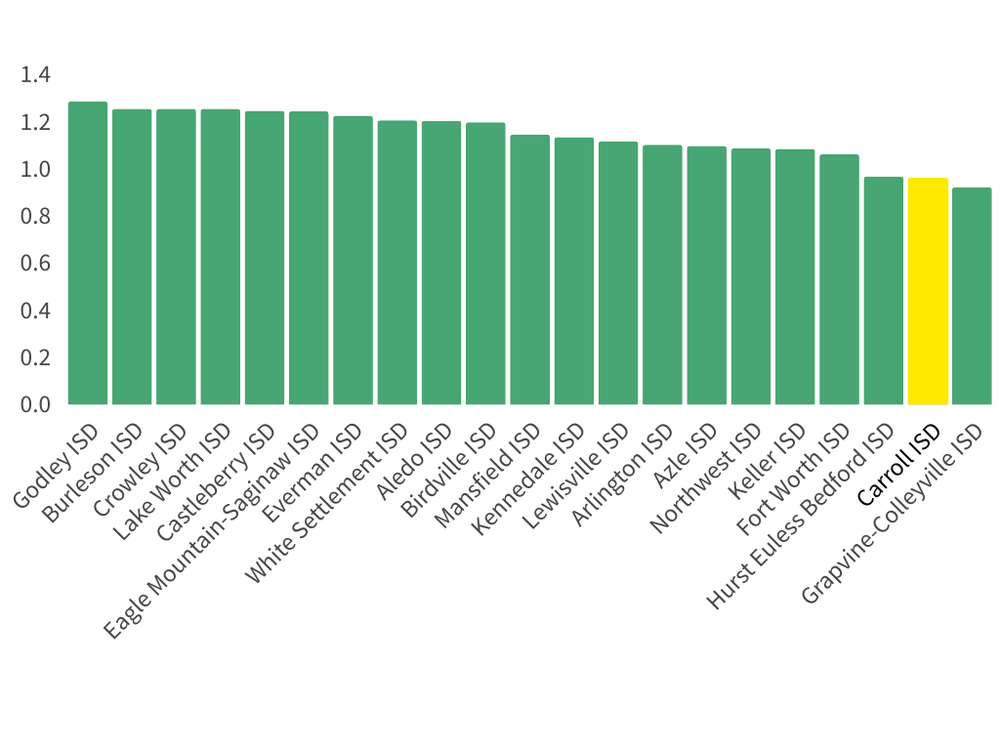 1.4
1.2
1.0
0.8
0.6
0.4
0.2
0.0
Godley ISD
Burleson ISD
Crowley ISD
Lake Worth ISD
Castleberry ISD
Eagle Mountain-Saginaw ISD
Everman ISD
White Settlement ISD
Aledo ISD
Birdville ISD
Mansfield ISD
Kennedale ISD
Lewisville ISD
Arlington ISD
Azle ISD
Northwest ISD
Keller ISD
Fort Worth ISD
Hurst Euless Bedford ISD
Carroll ISD
Grapvine-Colleyville ISD